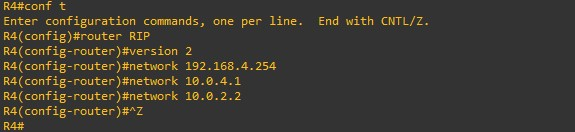 R4#conf t
Enter configuration commands, one per line.  End with CNTL/Z.
R4(config)#router RIP
R4(config-router)#version 2
R4(config-router)#network 192.168.4.254
R4(config-router)#network 10.0.4.1
R4(config-router)#network 10.0.2.2
R4(config-router)#^Z
R4#